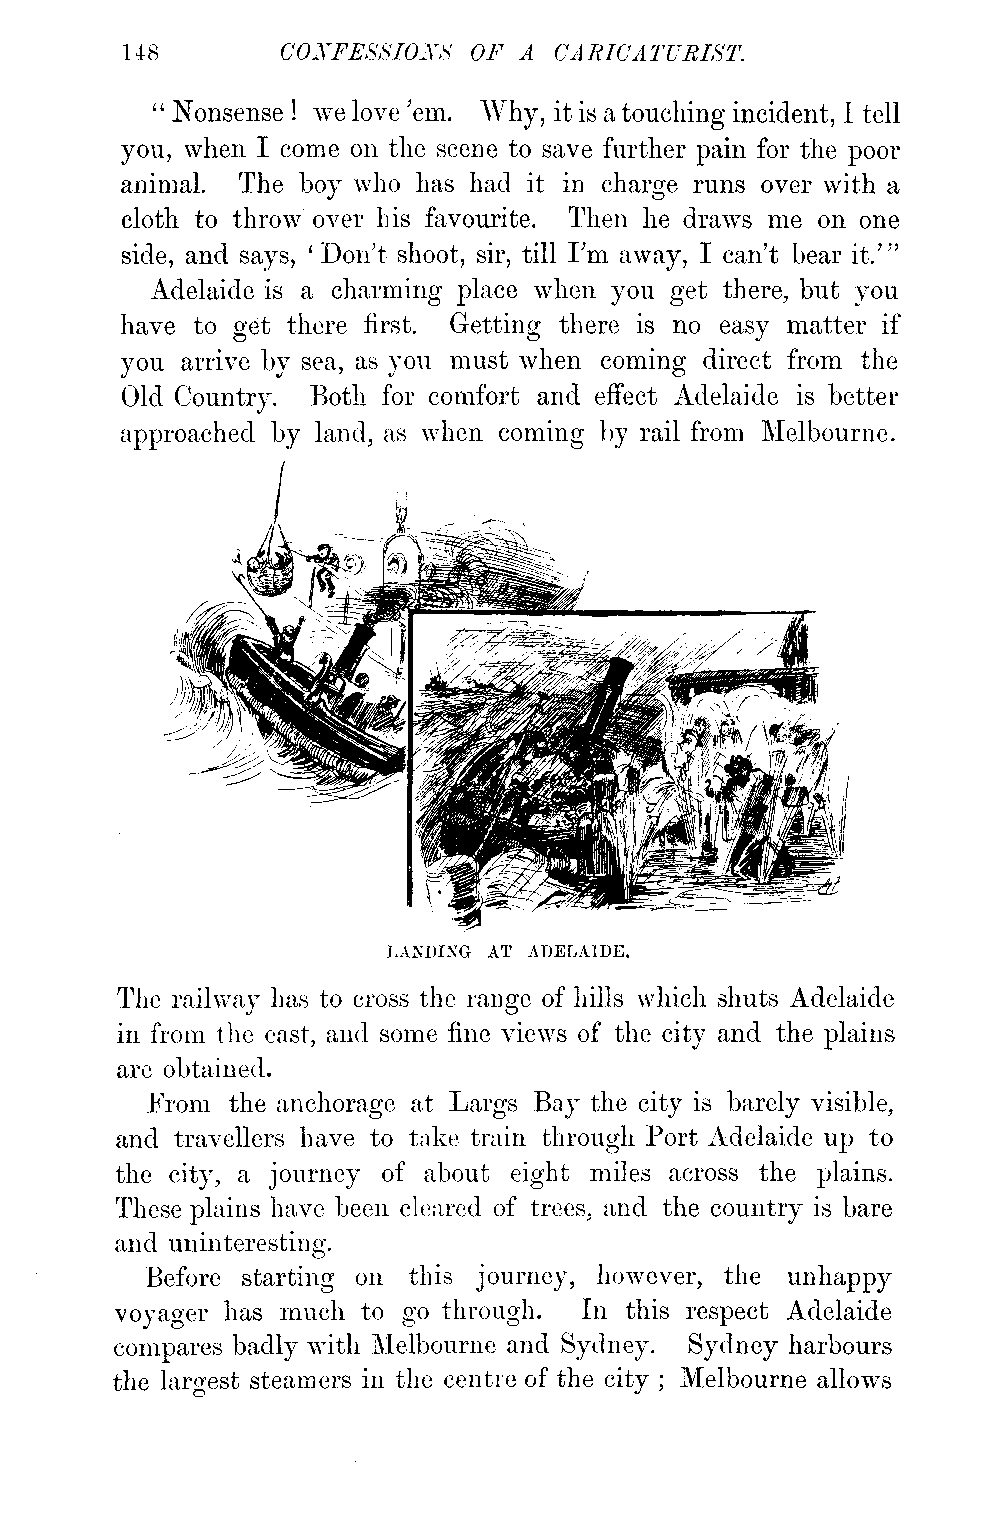 148 CONFESSIONS OF A CARICATURIST.
“ Nonsense ! we love ’em. Why, it is a touching incident, I tell
you, when I come on the scene to save further pain for the poor
animal. The boy who has had it in charge runs over with a
cloth to throw over his favourite. Then he draws me on one
side, and says, ‘ Don’t shoot, sir, till I’m away, I can’t bear it.’ ”
Adelaide is a charming place when you get there, but you
have to get there first. Getting there is no easy matter if
you arrive by sea, as you must when coming direct from the
Old Country. Both for comfort and effect Adelaide is better
approached by land, as when coming by rail from Melbourne.
LANDING AT ADELAIDE.
The railway has to cross the range of hills which shuts Adelaide
in from the east, and some fine views of the city and the plains
are obtained.
From the anchorage at Largs Bay the city is barely visible,
and travellers have to take train through Port Adelaide up to
the city, a journey of about eight miles across the plains.
These plains have been cleared of trees, and the country is bare
and uninteresting.
Before starting on this journey, however, the unhappy
voyager has much to go through. In this respect Adelaide
compares badly with Melbourne and Sydney. Sydney harbours
the largest steamers in the centre of the city ; Melbourne allows